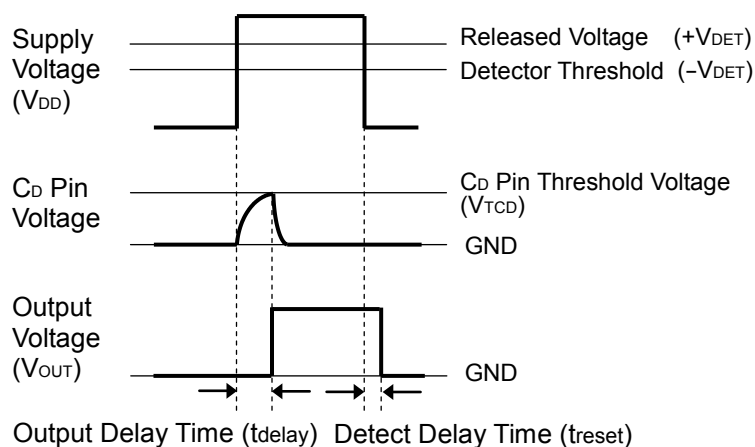 Supply
Voltage
(VDD)
Released Voltage (+VDET)
Detector Threshold (–VDET)
CD Pin
Voltage
CD Pin Threshold Voltage
(VTCD)
GND
Output
Voltage
(VOUT)
GND
Output Delay Time (tdelay) Detect Delay Time (treset)